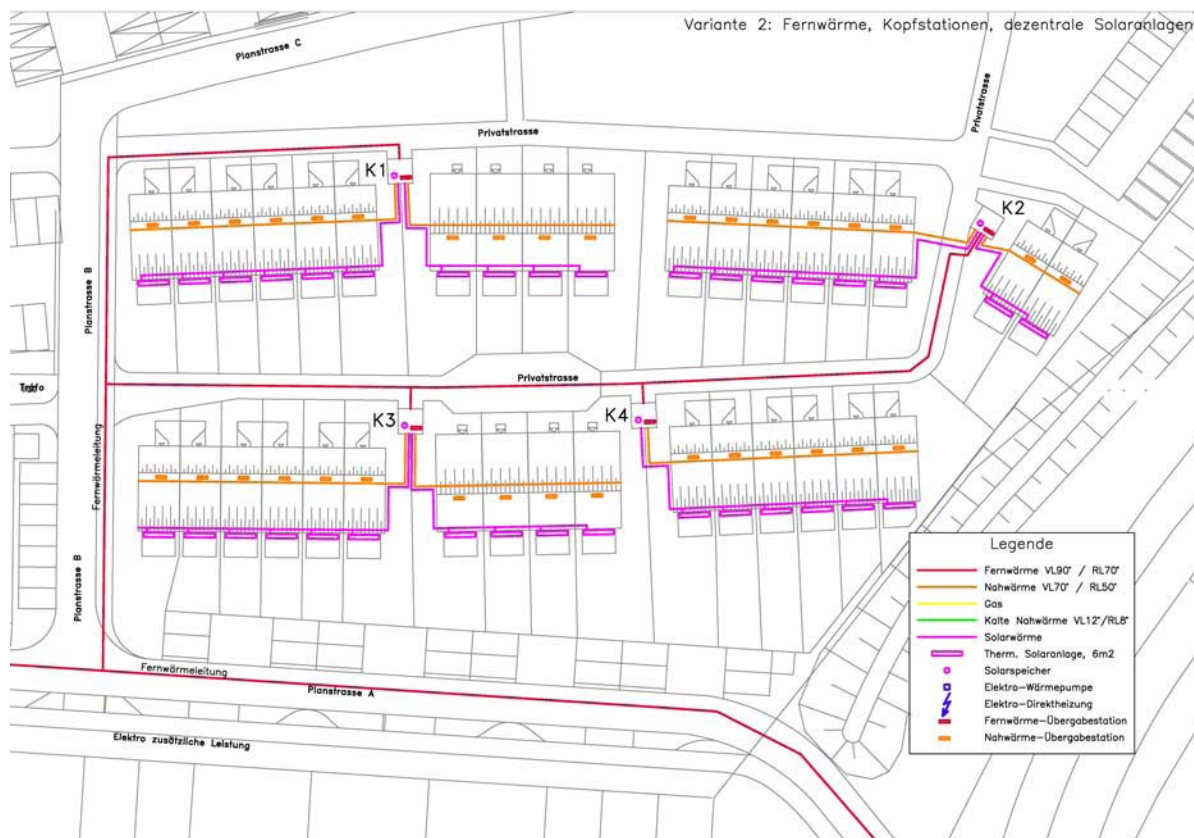 Variante 2: Fernwärme, Kopfstationen, dezentrale Solaranlagen
Planstrasse C
Privatstrasse
Privatstrasse
K1
K2
Planstrasse B
Privatstrasse
K3
K4
Fernwärmeleitung
Planstrasse B
Fernwärmeleitung
Planstrasse A
Elektro zusätzliche Leistung
Legende
Fernwärme VL90° / RL70°
Nahwärme VL70° / RL50°
Gas
Kalte Nahwärme VL12°/RL8°
Solarwärme
Therm. Solaranlage, 6m2
Solarspeicher
Elektro-Wärmepumpe
Elektro-Direktheizung
Fernwärme-Übergabestation
Nahwärme-Übergabestation